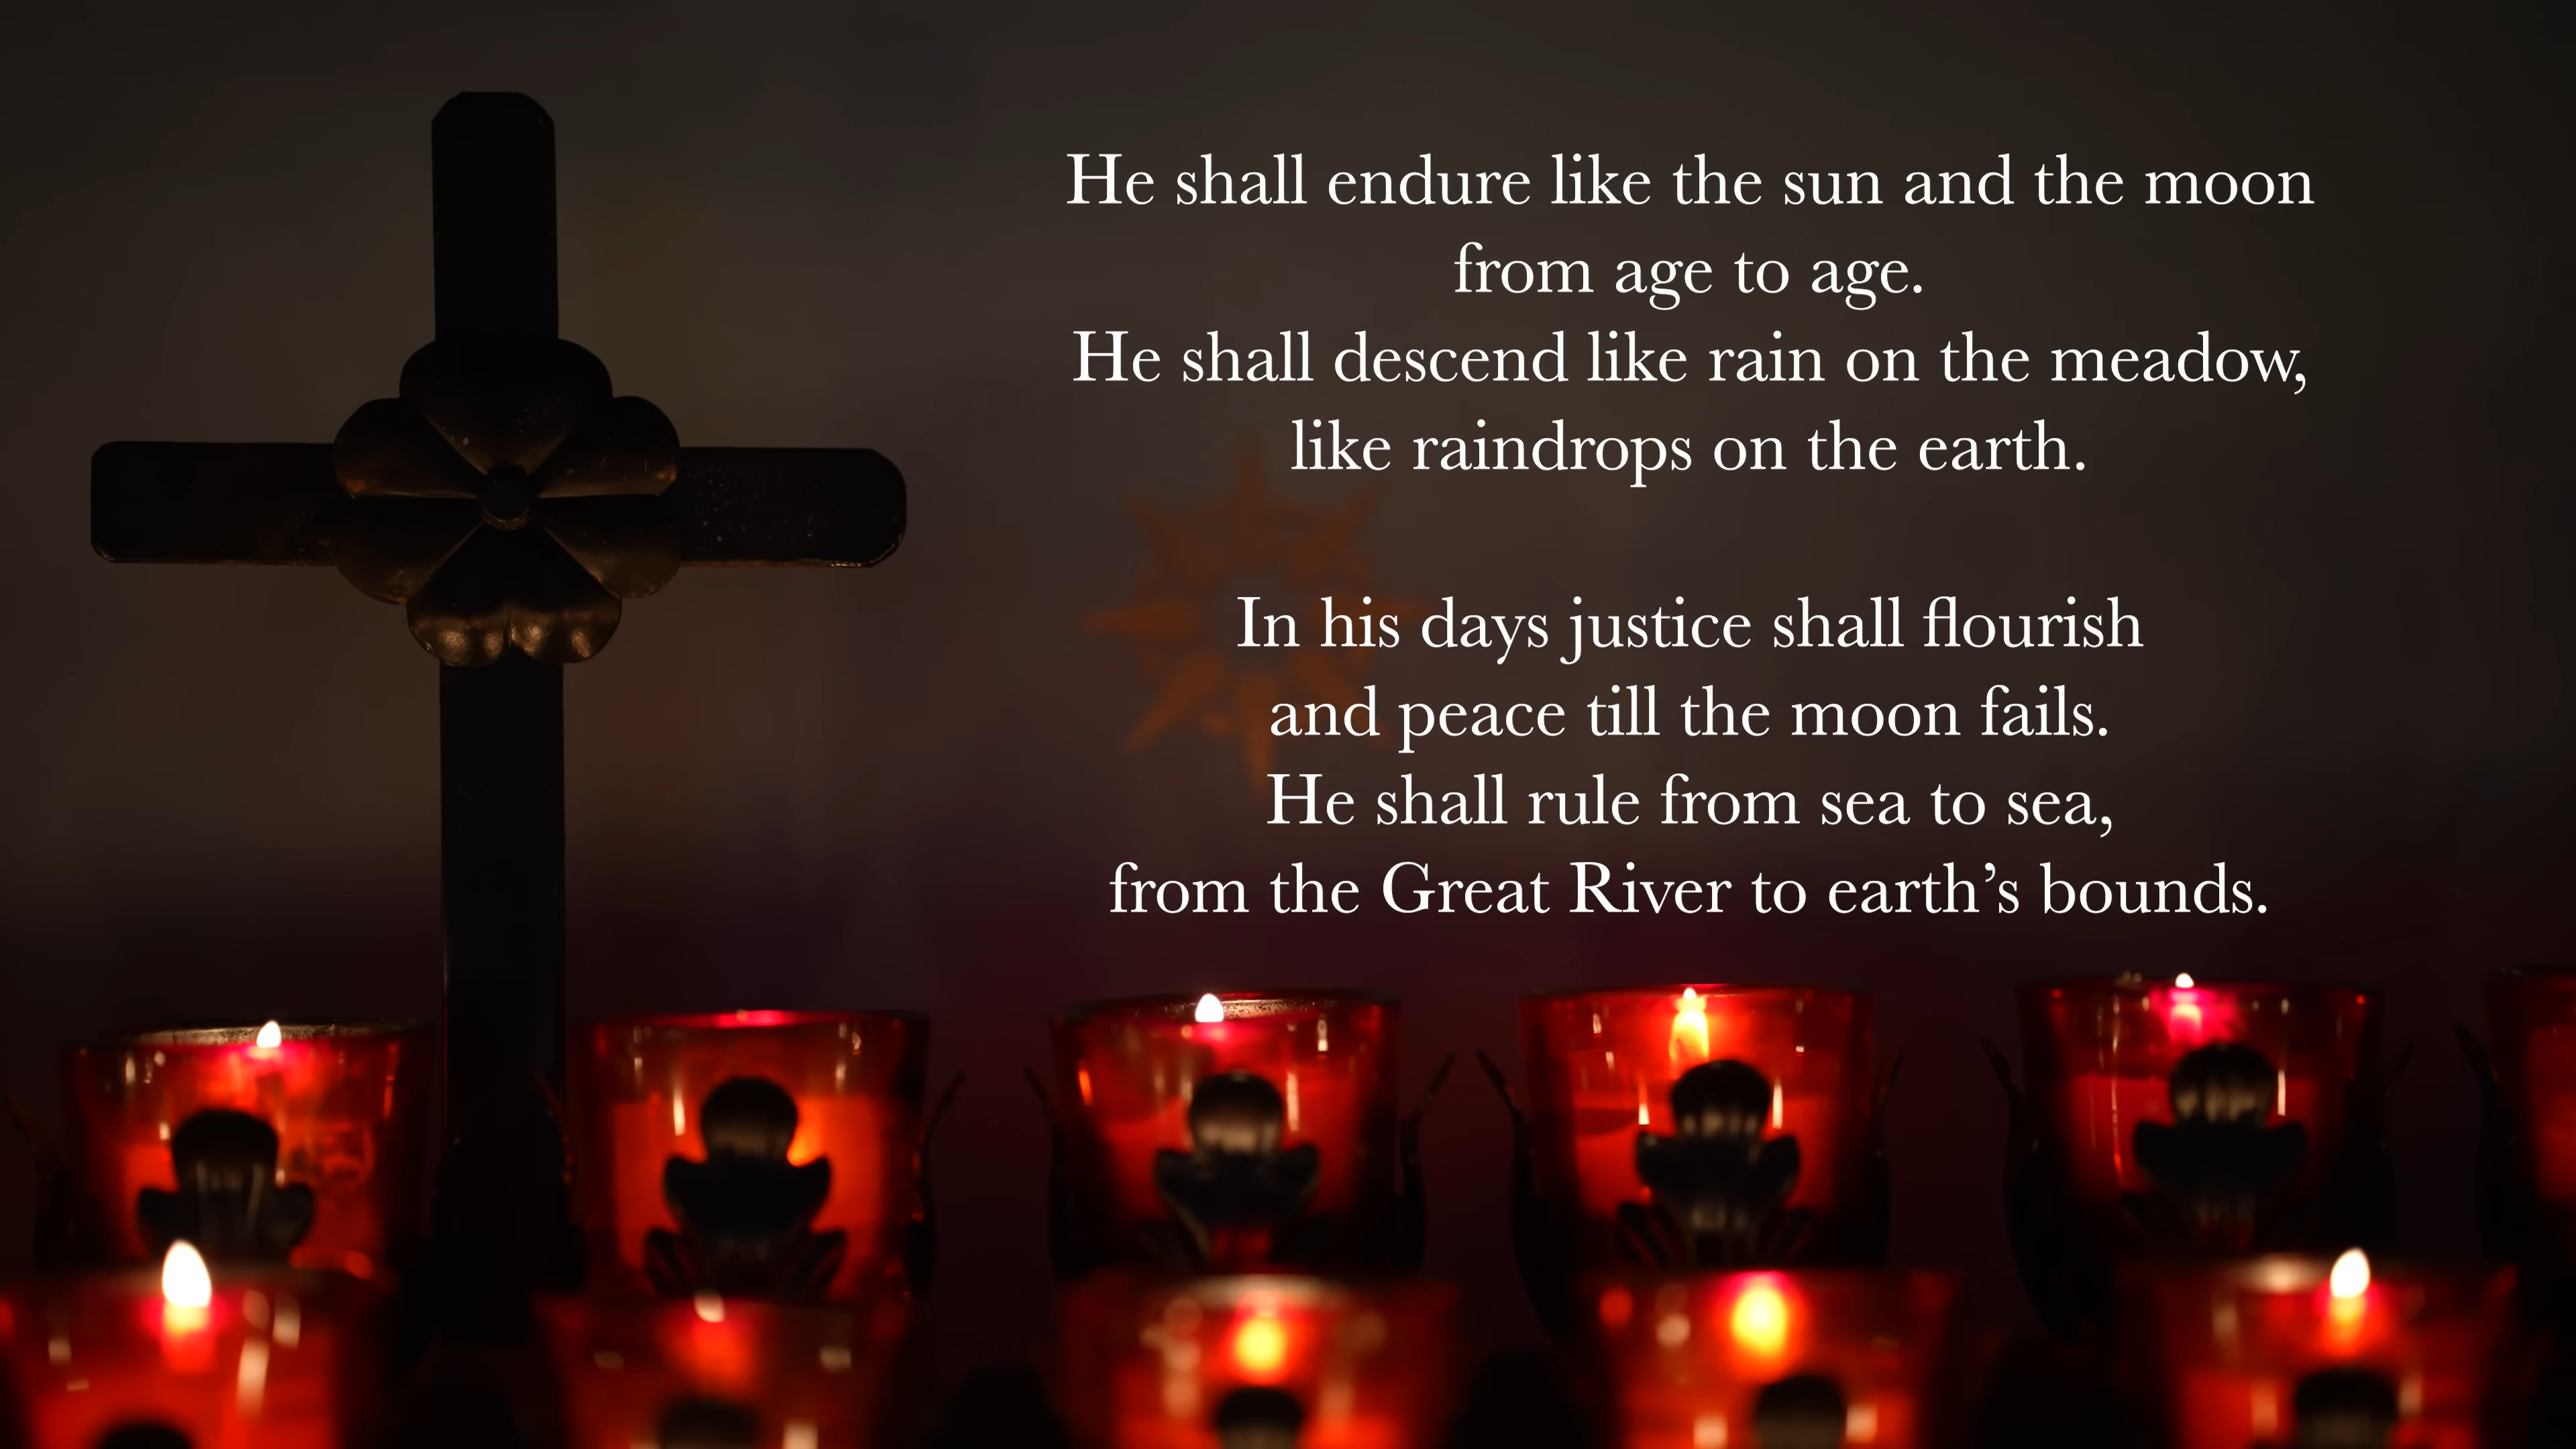 He shall endure like the sun and the moon
from age to age.
He shall descend like rain on the meadow,
like raindrops on the earth.
In his days justice shall flourish
and peace till the moon fails.
He shall rule from sea to sea,
from the Great River to earth’s bounds.